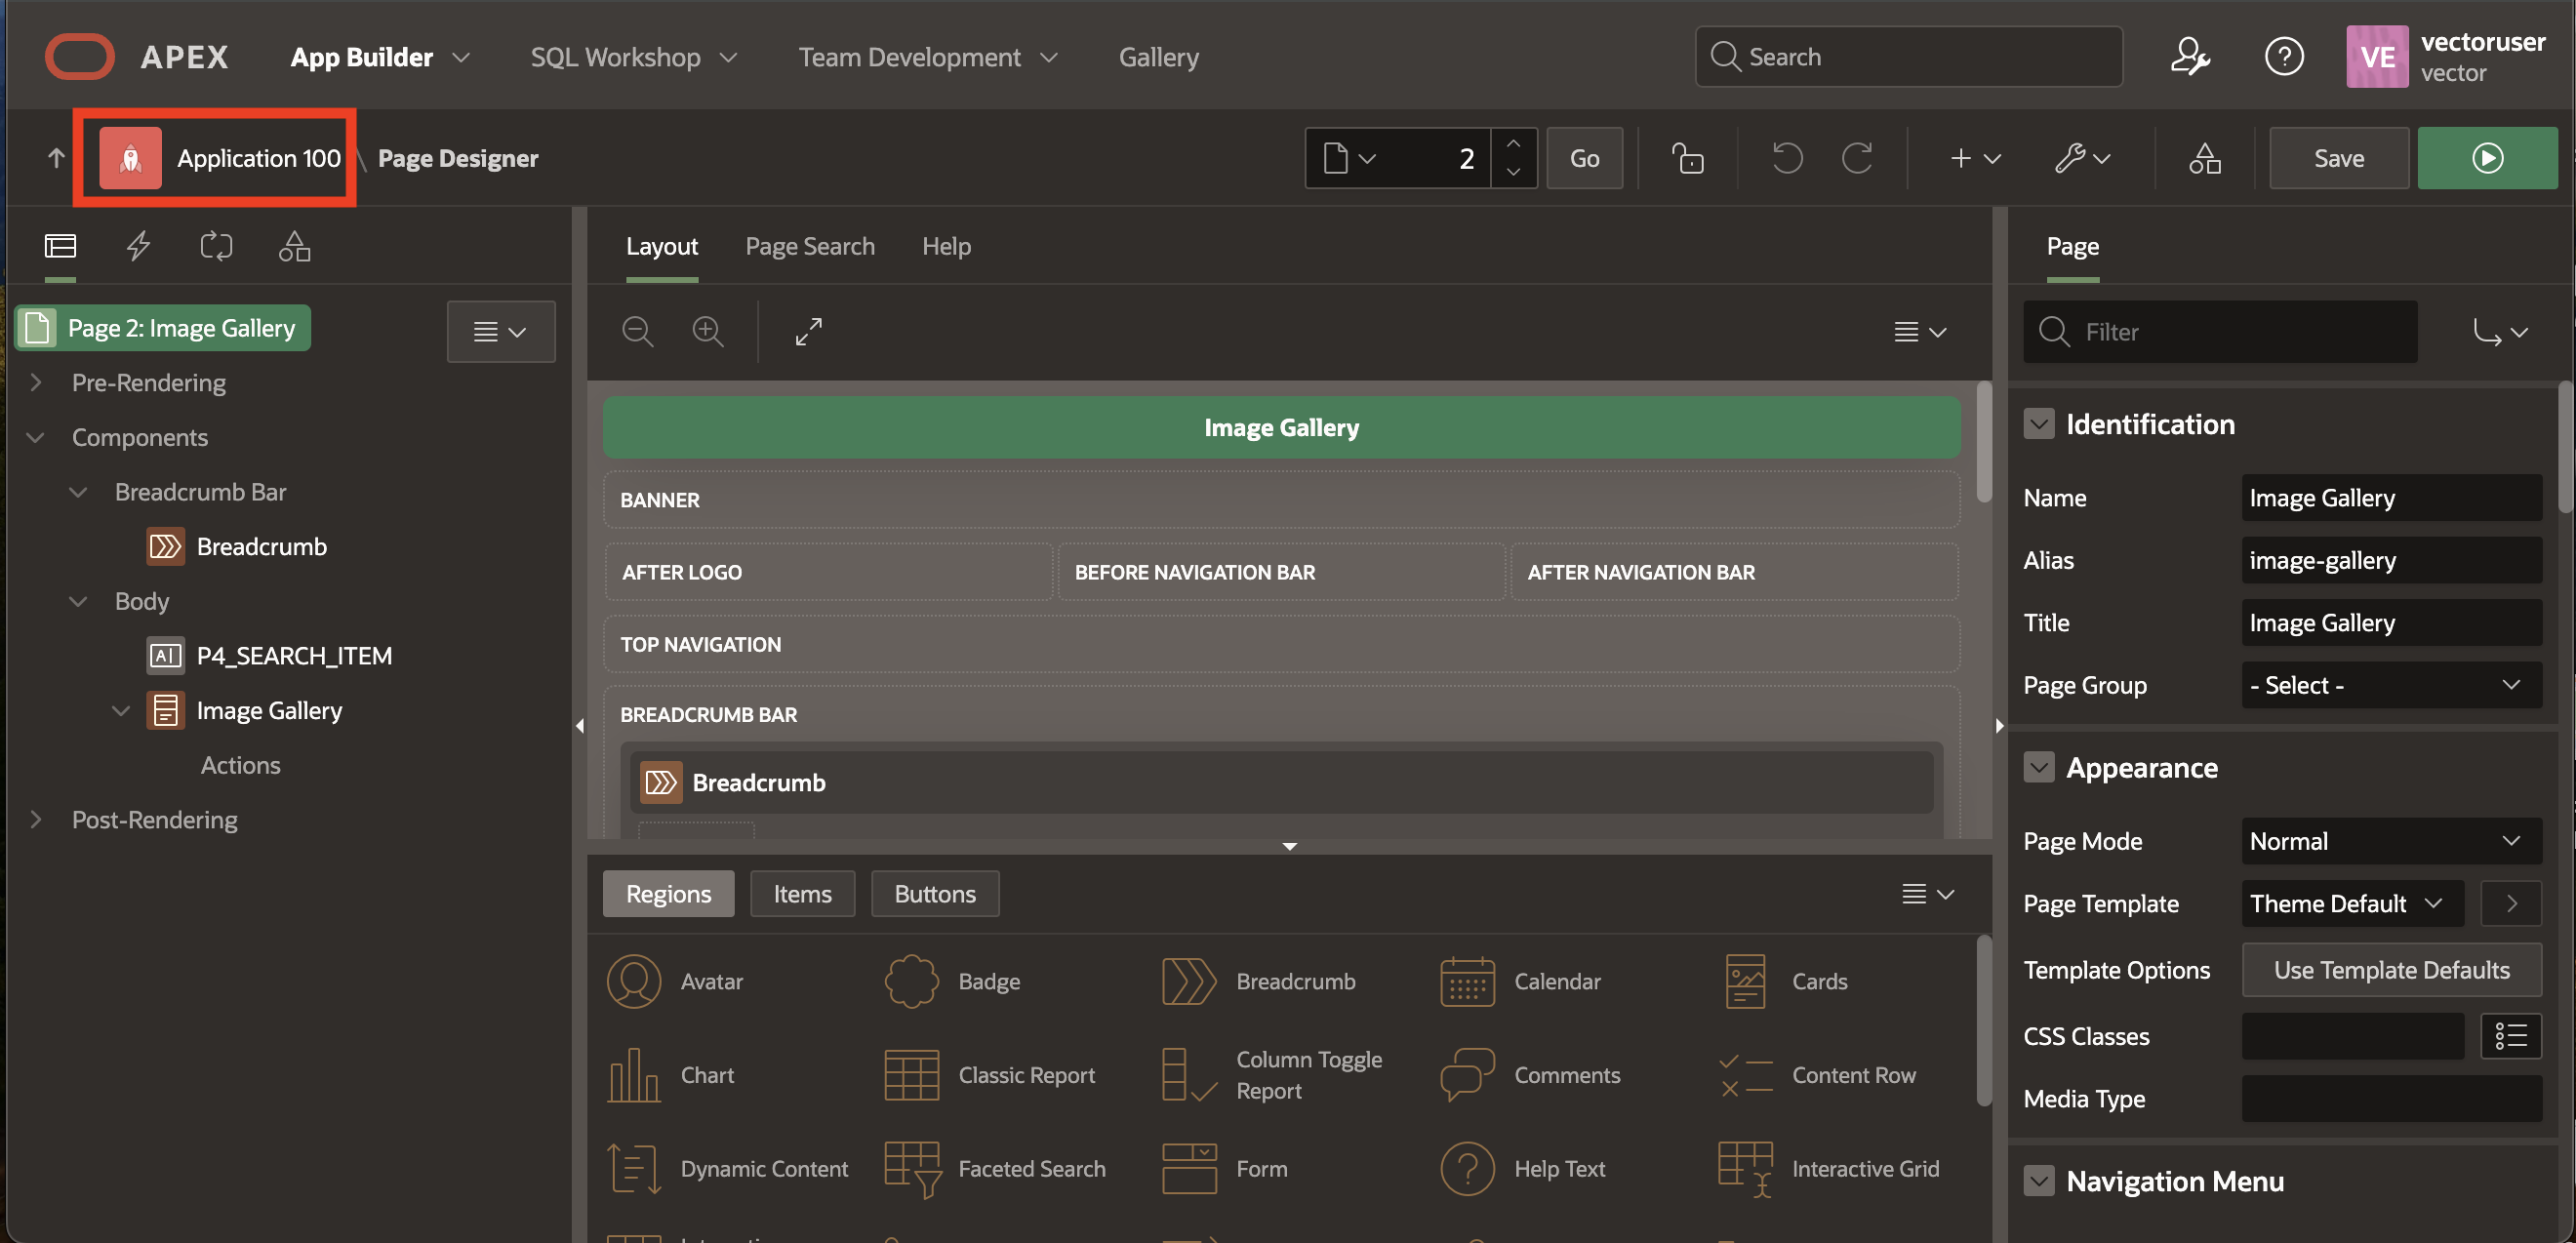 APEX
App Builder
SQL Workshop
Team Development
Gallery
Search
VE
vectoruser
vector
Application 100
\ Page Designer
2
Go
Save
Layout
Page Search
Help
Page
Page 2: Image Gallery
Pre-Rendering
Components
Breadcrumb Bar
Breadcrumb
Body
P4_SEARCH_ITEM
Image Gallery
Actions
Post-Rendering
Image Gallery
BANNER
AFTER LOGO
BEFORE NAVIGATION BAR
AFTER NAVIGATION BAR
TOP NAVIGATION
BREADCRUMB BAR
Breadcrumb
Regions
Items
Buttons
Avatar
Badge
Breadcrumb
Calendar
Cards
Chart
Classic Report
Column Toggle
Report
Comments
Content Row
Dynamic Content
Faceted Search
Form
Help Text
Interactive Grid
Filter
Identification
Name
Image Gallery
Alias
image-gallery
Title
Image Gallery
Page Group
- Select -
Appearance
Page Mode
Normal
Page Template
Theme Default
Template Options
Use Template Defaults
CSS Classes
Media Type
Navigation Menu